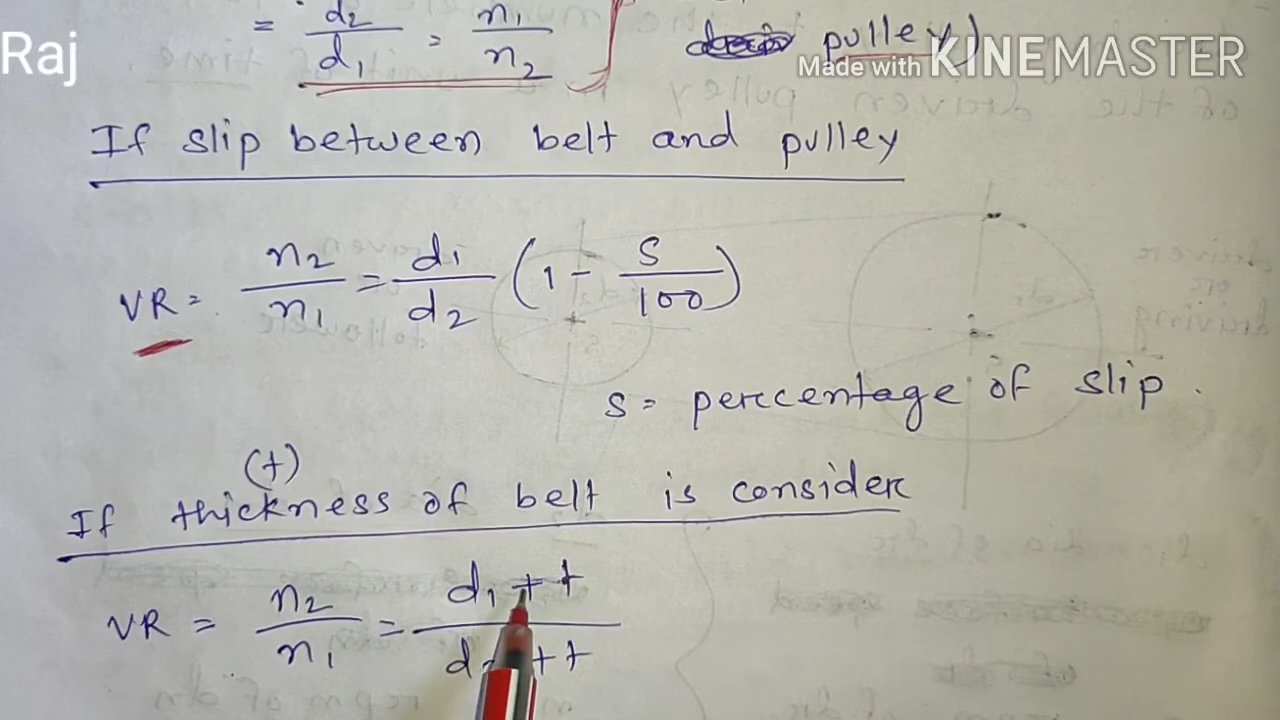 Raj
= d2/d1 = n1/n2
pulley)
Made with KINEMASTER
If slip between belt and pulley
VR = n2/n1 = d1/d2 (1 - S/100)
s = perccentage of slip.
(t)
If thickness of belt is consider
VR = n2/n1 = d1 + t / d2 + t